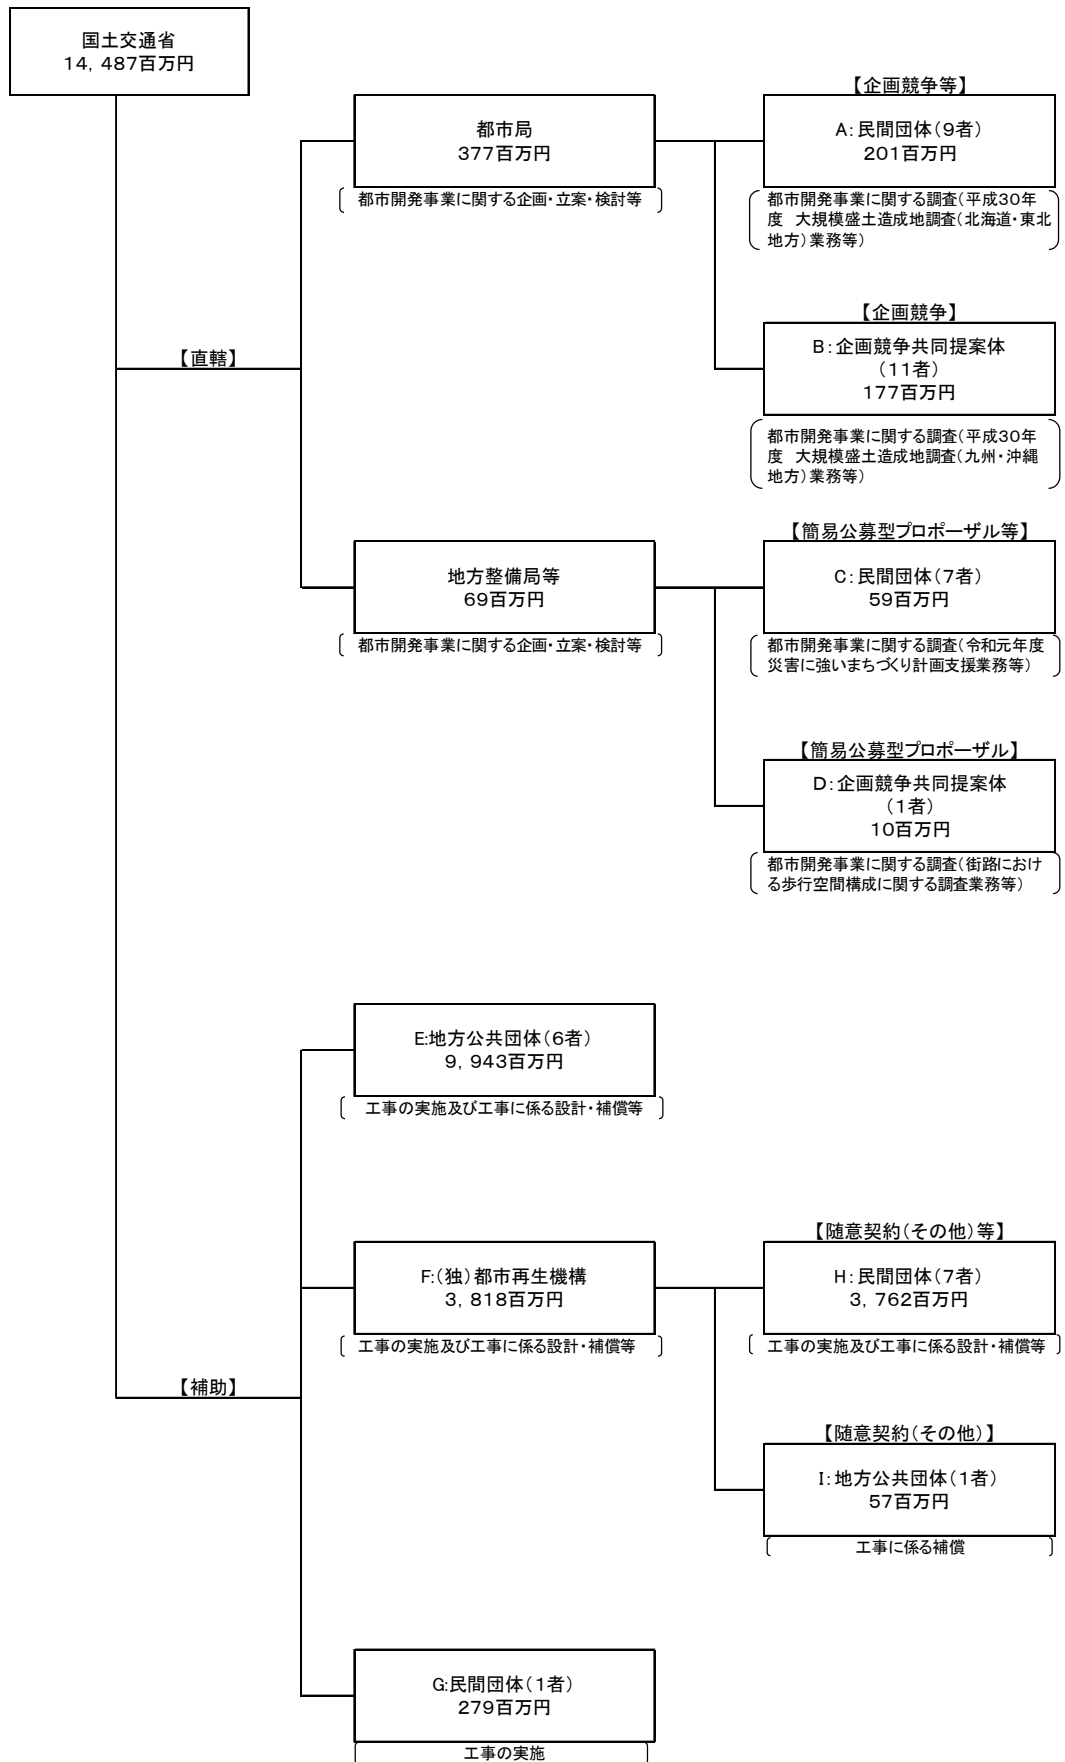 国土交通省
14，487百万円
【直轄】
都市局
377百万円
都市開発事業に関する企画・立案・検討等
【企画競争等】
A：民間団体（9者）
201百万円
都市開発事業に関する調査（平成30年
度　大規模盛土造成地調査（北海道・東北
地方）業務等）
【企画競争】
B：企画競争共同提案体
（11者）
177百万円
都市開発事業に関する調査（平成30年
度　大規模盛土造成地調査（九州・沖縄
地方）業務等）
地方整備局等
69百万円
都市開発事業に関する企画・立案・検討等
【簡易公募型プロポーザル等】
C：民間団体（7者）
59百万円
都市開発事業に関する調査（令和元年度
災害に強いまちづくり計画支援業務等）
【簡易公募型プロポーザル】
D：企画競争共同提案体
（1者）
10百万円
都市開発事業に関する調査（街路におけ
る歩行空間構成に関する調査業務等）
【補助】
E:地方公共団体（6者）
9，943百万円
工事の実施及び工事に係る設計・補償等
F:（独）都市再生機構
3，818百万円
工事の実施及び工事に係る設計・補償等
【随意契約（その他）等】
H：民間団体（7者）
3，762百万円
工事の実施及び工事に係る設計・補償等
【随意契約（その他）】
I：地方公共団体（1者）
57百万円
工事に係る補償
G:民間団体（1者）
279百万円
工事の実施